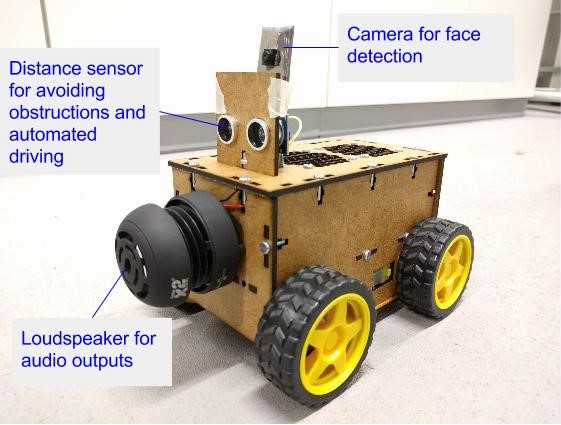 Camera for face
detection
Distance sensor
for avoiding
obstructions and
automated
driving
Loudspeaker for
audio outputs